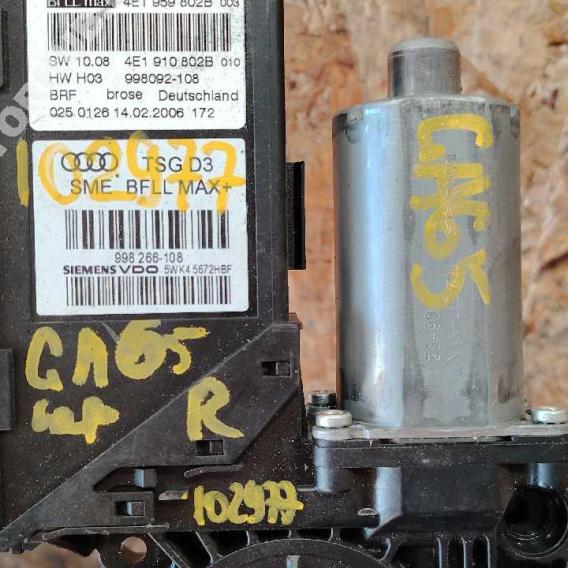 BFLL max. 4E1 959 802B 003
SW 10.08 4E1 910 802B 010
HW H03 998092-108
BRF brose Deutschland
025.0126 14.02.2006 172
102977
TSG D3
SME BFLL MAX+
998 266-108
SIEMENS VDO 5WK4 5672HBF
GA65
R
102977
GA65